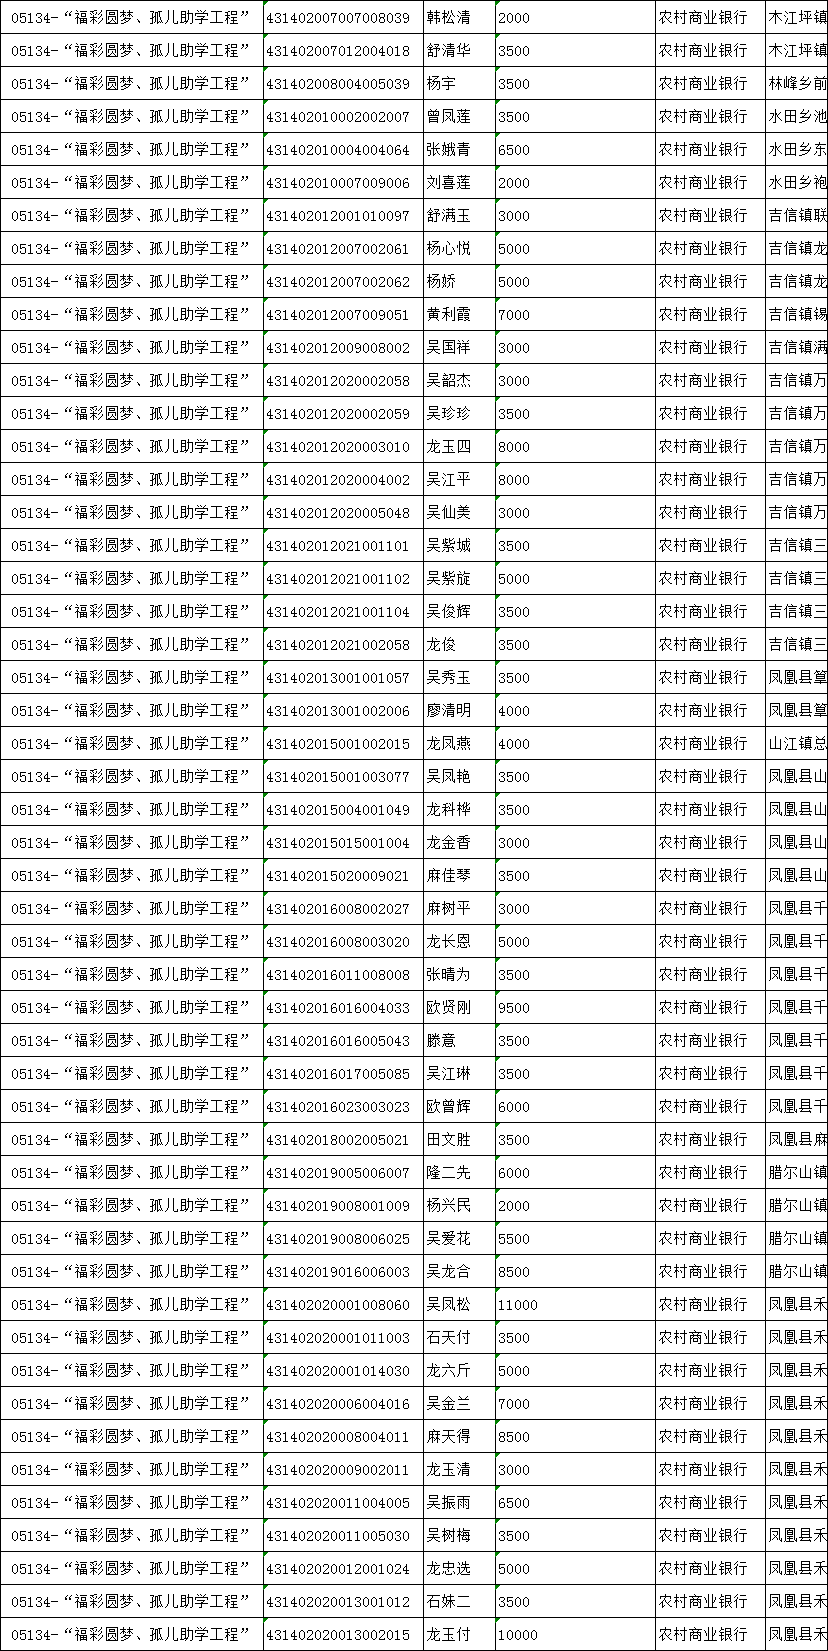 05134-“福彩圆梦、孤儿助学工程” 431402007007008039 韩松清 2000 农村商业银行 木江坪镇
05134-“福彩圆梦、孤儿助学工程” 431402007012004018 舒清华 3500 农村商业银行 木江坪镇
05134-“福彩圆梦、孤儿助学工程” 431402008004005039 杨宇 3500 农村商业银行 林峰乡前
05134-“福彩圆梦、孤儿助学工程” 431402010002002007 曾凤莲 3500 农村商业银行 水田乡池
05134-“福彩圆梦、孤儿助学工程” 431402010004004064 张娥青 6500 农村商业银行 水田乡东
05134-“福彩圆梦、孤儿助学工程” 431402010007009006 刘喜莲 2000 农村商业银行 水田乡袍
05134-“福彩圆梦、孤儿助学工程” 431402012001010097 舒满玉 3000 农村商业银行 吉信镇联
05134-“福彩圆梦、孤儿助学工程” 431402012007002061 杨心悦 5000 农村商业银行 吉信镇龙
05134-“福彩圆梦、孤儿助学工程” 431402012007002062 杨娇 5000 农村商业银行 吉信镇龙
05134-“福彩圆梦、孤儿助学工程” 431402012007009051 黄利霞 7000 农村商业银行 吉信镇锡
05134-“福彩圆梦、孤儿助学工程” 431402012009008002 吴国祥 3000 农村商业银行 吉信镇满
05134-“福彩圆梦、孤儿助学工程” 431402012020002058 吴韶杰 3000 农村商业银行 吉信镇万
05134-“福彩圆梦、孤儿助学工程” 431402012020002059 吴珍珍 3500 农村商业银行 吉信镇万
05134-“福彩圆梦、孤儿助学工程” 431402012020003010 龙玉四 8000 农村商业银行 吉信镇万
05134-“福彩圆梦、孤儿助学工程” 431402012020004002 吴江平 8000 农村商业银行 吉信镇万
05134-“福彩圆梦、孤儿助学工程” 431402012020005048 吴仙美 3000 农村商业银行 吉信镇万
05134-“福彩圆梦、孤儿助学工程” 431402012021001101 吴紫城 3500 农村商业银行 吉信镇三
05134-“福彩圆梦、孤儿助学工程” 431402012021001102 吴紫旋 5000 农村商业银行 吉信镇三
05134-“福彩圆梦、孤儿助学工程” 431402012021001104 吴俊辉 3500 农村商业银行 吉信镇三
05134-“福彩圆梦、孤儿助学工程” 431402012021002058 龙俊 3500 农村商业银行 吉信镇三
05134-“福彩圆梦、孤儿助学工程” 431402013001001057 吴秀玉 3500 农村商业银行 凤凰县筸
05134-“福彩圆梦、孤儿助学工程” 431402013001002006 廖清明 4000 农村商业银行 凤凰县筸
05134-“福彩圆梦、孤儿助学工程” 431402015001002015 龙凤燕 4000 农村商业银行 山江镇总
05134-“福彩圆梦、孤儿助学工程” 431402015001003077 吴凤艳 3500 农村商业银行 凤凰县山
05134-“福彩圆梦、孤儿助学工程” 431402015004001049 龙科桦 3500 农村商业银行 凤凰县山
05134-“福彩圆梦、孤儿助学工程” 431402015015001004 龙金香 3000 农村商业银行 凤凰县山
05134-“福彩圆梦、孤儿助学工程” 431402015020009021 麻佳琴 3500 农村商业银行 凤凰县山
05134-“福彩圆梦、孤儿助学工程” 431402016008002027 麻树平 3000 农村商业银行 凤凰县千
05134-“福彩圆梦、孤儿助学工程” 431402016008003020 龙长恩 5000 农村商业银行 凤凰县千
05134-“福彩圆梦、孤儿助学工程” 431402016011008008 张晴为 3500 农村商业银行 凤凰县千
05134-“福彩圆梦、孤儿助学工程” 431402016016004033 欧贤刚 9500 农村商业银行 凤凰县千
05134-“福彩圆梦、孤儿助学工程” 431402016016005043 滕意 3500 农村商业银行 凤凰县千
05134-“福彩圆梦、孤儿助学工程” 431402016017005085 吴江琳 3500 农村商业银行 凤凰县千
05134-“福彩圆梦、孤儿助学工程” 431402016023003023 欧曾辉 6000 农村商业银行 凤凰县千
05134-“福彩圆梦、孤儿助学工程” 431402018002005021 田文胜 3500 农村商业银行 凤凰县麻
05134-“福彩圆梦、孤儿助学工程” 431402019005006007 隆二先 6000 农村商业银行 腊尔山镇
05134-“福彩圆梦、孤儿助学工程” 431402019008001009 杨兴民 2000 农村商业银行 腊尔山镇
05134-“福彩圆梦、孤儿助学工程” 431402019008006025 吴爱花 5500 农村商业银行 腊尔山镇
05134-“福彩圆梦、孤儿助学工程” 431402019016006003 吴龙合 8500 农村商业银行 腊尔山镇
05134-“福彩圆梦、孤儿助学工程” 431402020001008060 吴凤松 11000 农村商业银行 凤凰县禾
05134-“福彩圆梦、孤儿助学工程” 431402020001011003 石天付 3500 农村商业银行 凤凰县禾
05134-“福彩圆梦、孤儿助学工程” 431402020001014030 龙六斤 5000 农村商业银行 凤凰县禾
05134-“福彩圆梦、孤儿助学工程” 431402020006004016 吴金兰 7000 农村商业银行 凤凰县禾
05134-“福彩圆梦、孤儿助学工程” 431402020008004011 麻天得 8500 农村商业银行 凤凰县禾
05134-“福彩圆梦、孤儿助学工程” 431402020009002011 龙玉清 3000 农村商业银行 凤凰县禾
05134-“福彩圆梦、孤儿助学工程” 431402020011004005 吴振雨 6500 农村商业银行 凤凰县禾
05134-“福彩圆梦、孤儿助学工程” 431402020011005030 吴树梅 3500 农村商业银行 凤凰县禾
05134-“福彩圆梦、孤儿助学工程” 431402020012001024 龙忠选 5000 农村商业银行 凤凰县禾
05134-“福彩圆梦、孤儿助学工程” 431402020013001012 石妹二 3500 农村商业银行 凤凰县禾
05134-“福彩圆梦、孤儿助学工程” 431402020013002015 龙玉付 10000 农村商业银行 凤凰县禾